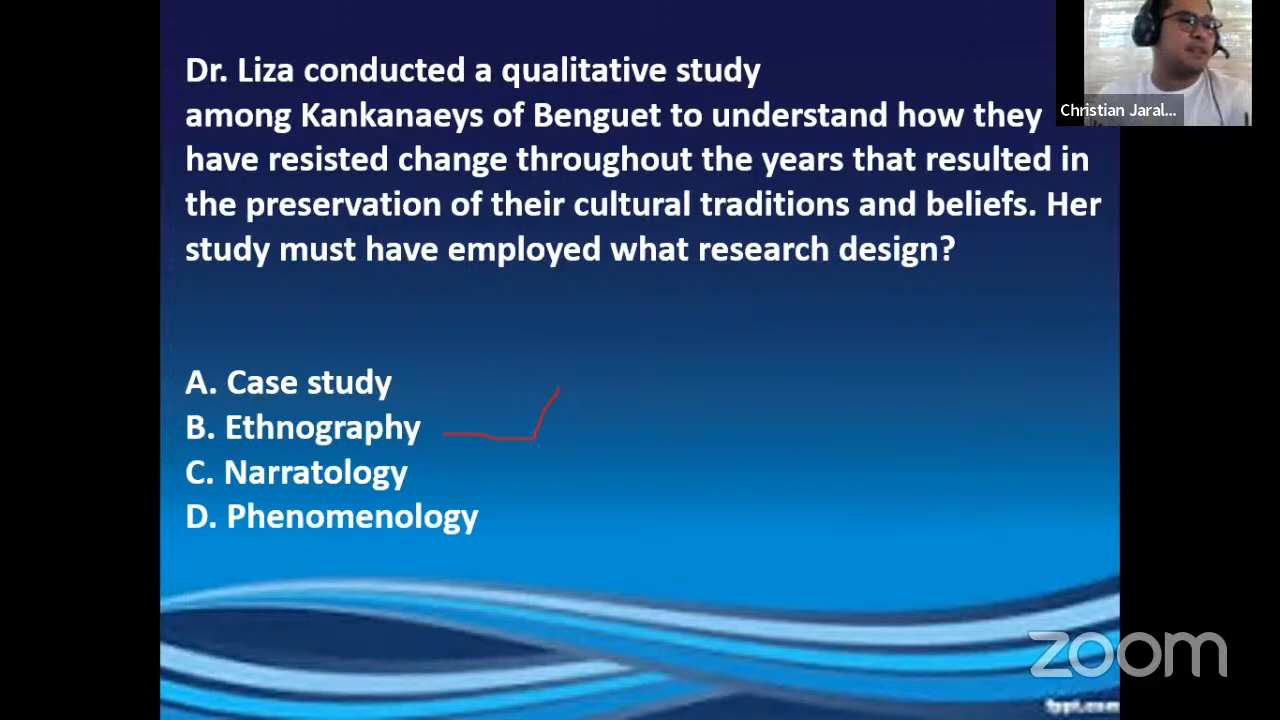 Dr. Liza conducted a qualitative study
among Kankanaeys of Benguet to understand how they
have resisted change throughout the years that resulted in
the preservation of their cultural traditions and beliefs. Her
study must have employed what research design?
A. Case study
B. Ethnography
C. Narratology
D. Phenomenology
Christian Jaral...
zoom
fppt.com